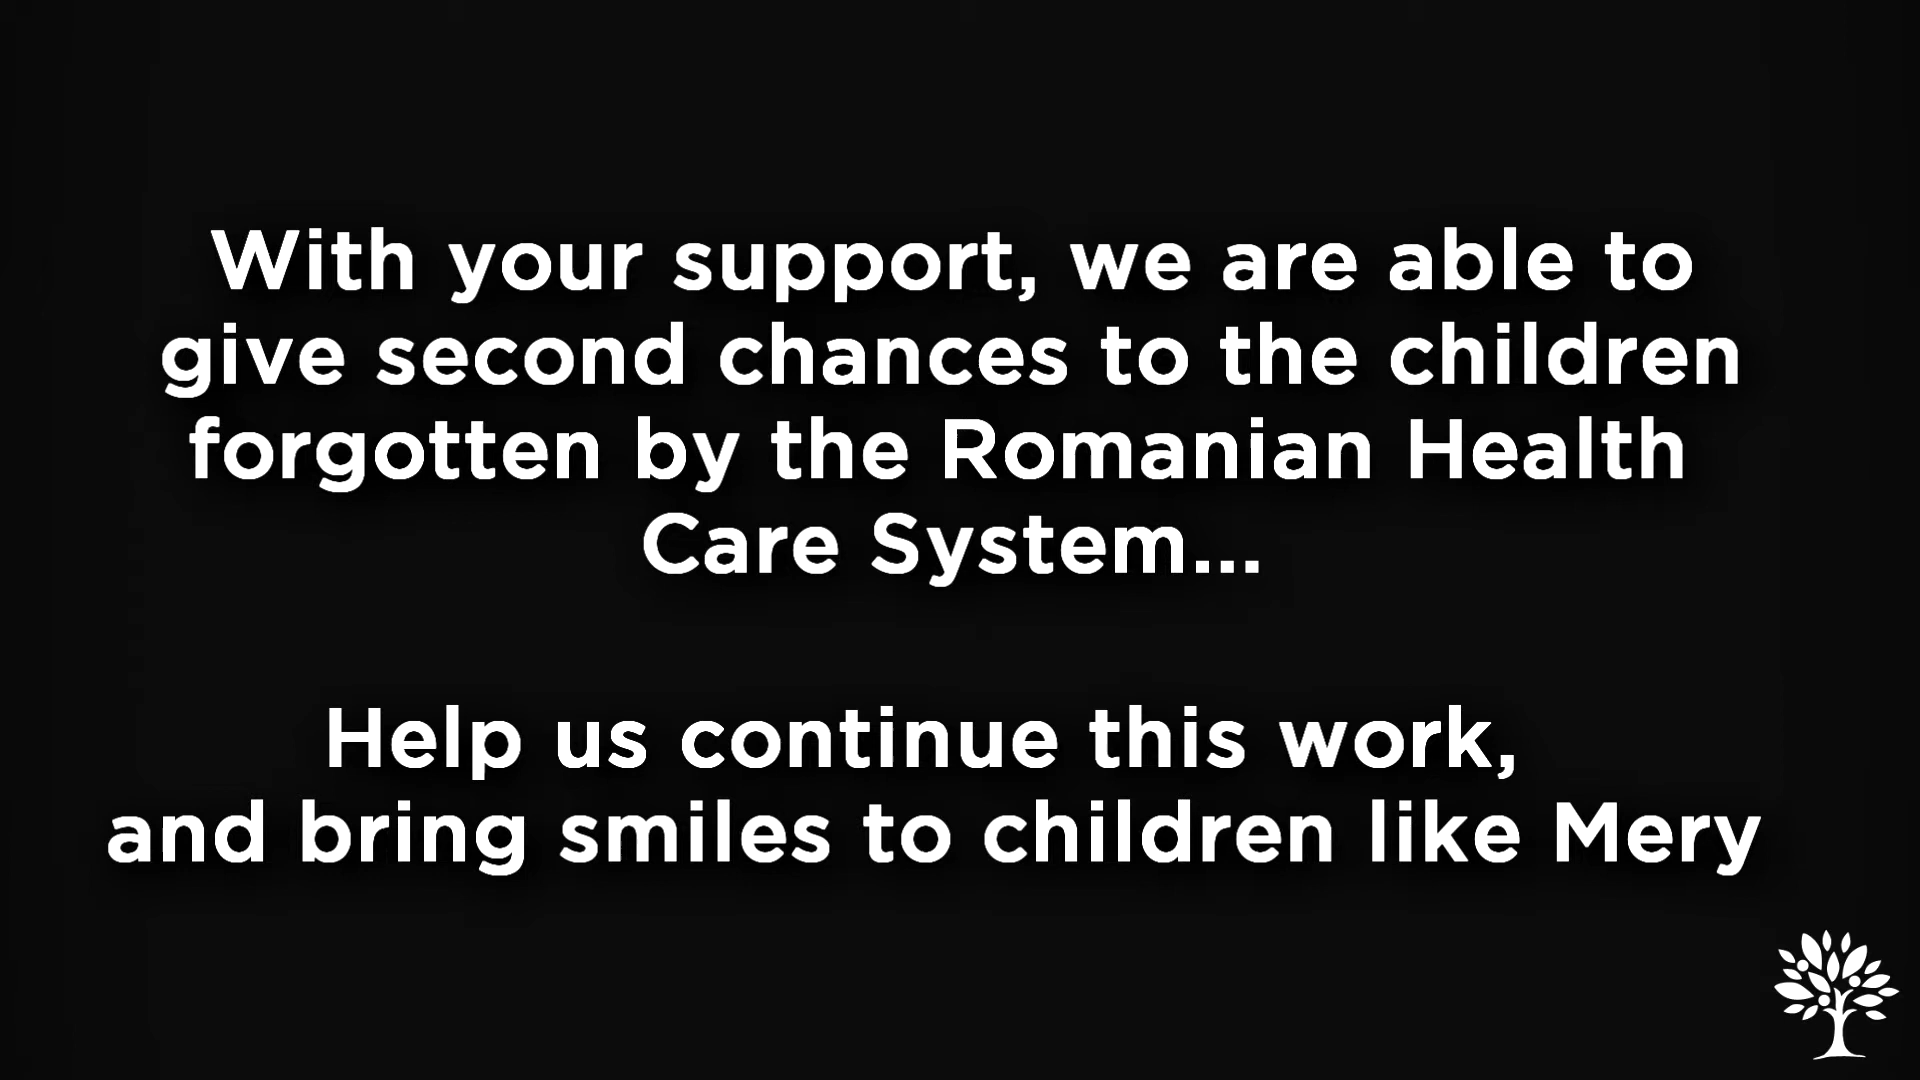 With your support, we are able to
give second chances to the children
forgotten by the Romanian Health
Care System...
Help us continue this work,
and bring smiles to children like Mery